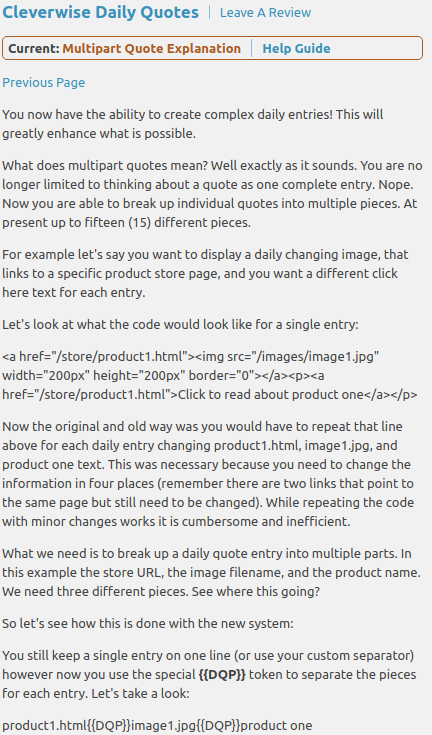 Cleverwise Daily Quotes | Leave A Review
Current: Multipart Quote Explanation | Help Guide
Previous Page
You now have the ability to create complex daily entries! This will
greatly enhance what is possible.
What does multipart quotes mean? Well exactly as it sounds. You are no
longer limited to thinking about a quote as one complete entry. Nope.
Now you are able to break up individual quotes into multiple pieces. At
present up to fifteen (15) different pieces.
For example let's say you want to display a daily changing image, that
links to a specific product store page, and you want a different click
here text for each entry.
Let's look at what the code would look like for a single entry:
<a href="/store/product1.html"><img src="/images/image1.jpg"
width="200px" height="200px" border="0"></a><p><a
href="/store/product1.html">Click to read about product one</a></p>
Now the original and old way was you would have to repeat that line
above for each daily entry changing product1.html, image1.jpg, and
product one text. This was necessary because you need to change the
information in four places (remember there are two links that point to
the same page but still need to be changed). While repeating the code
with minor changes works it is cumbersome and inefficient.
What we need is to break up a daily quote entry into multiple parts. In
this example the store URL, the image filename, and the product name.
We need three different pieces. See where this going?
So let's see how this is done with the new system:
You still keep a single entry on one line (or use your custom separator)
however now you use the special {{DQP}} token to separate the pieces
for each entry. Let's take a look:
product1.html{{DQP}}image1.jpg{{DQP}}product one